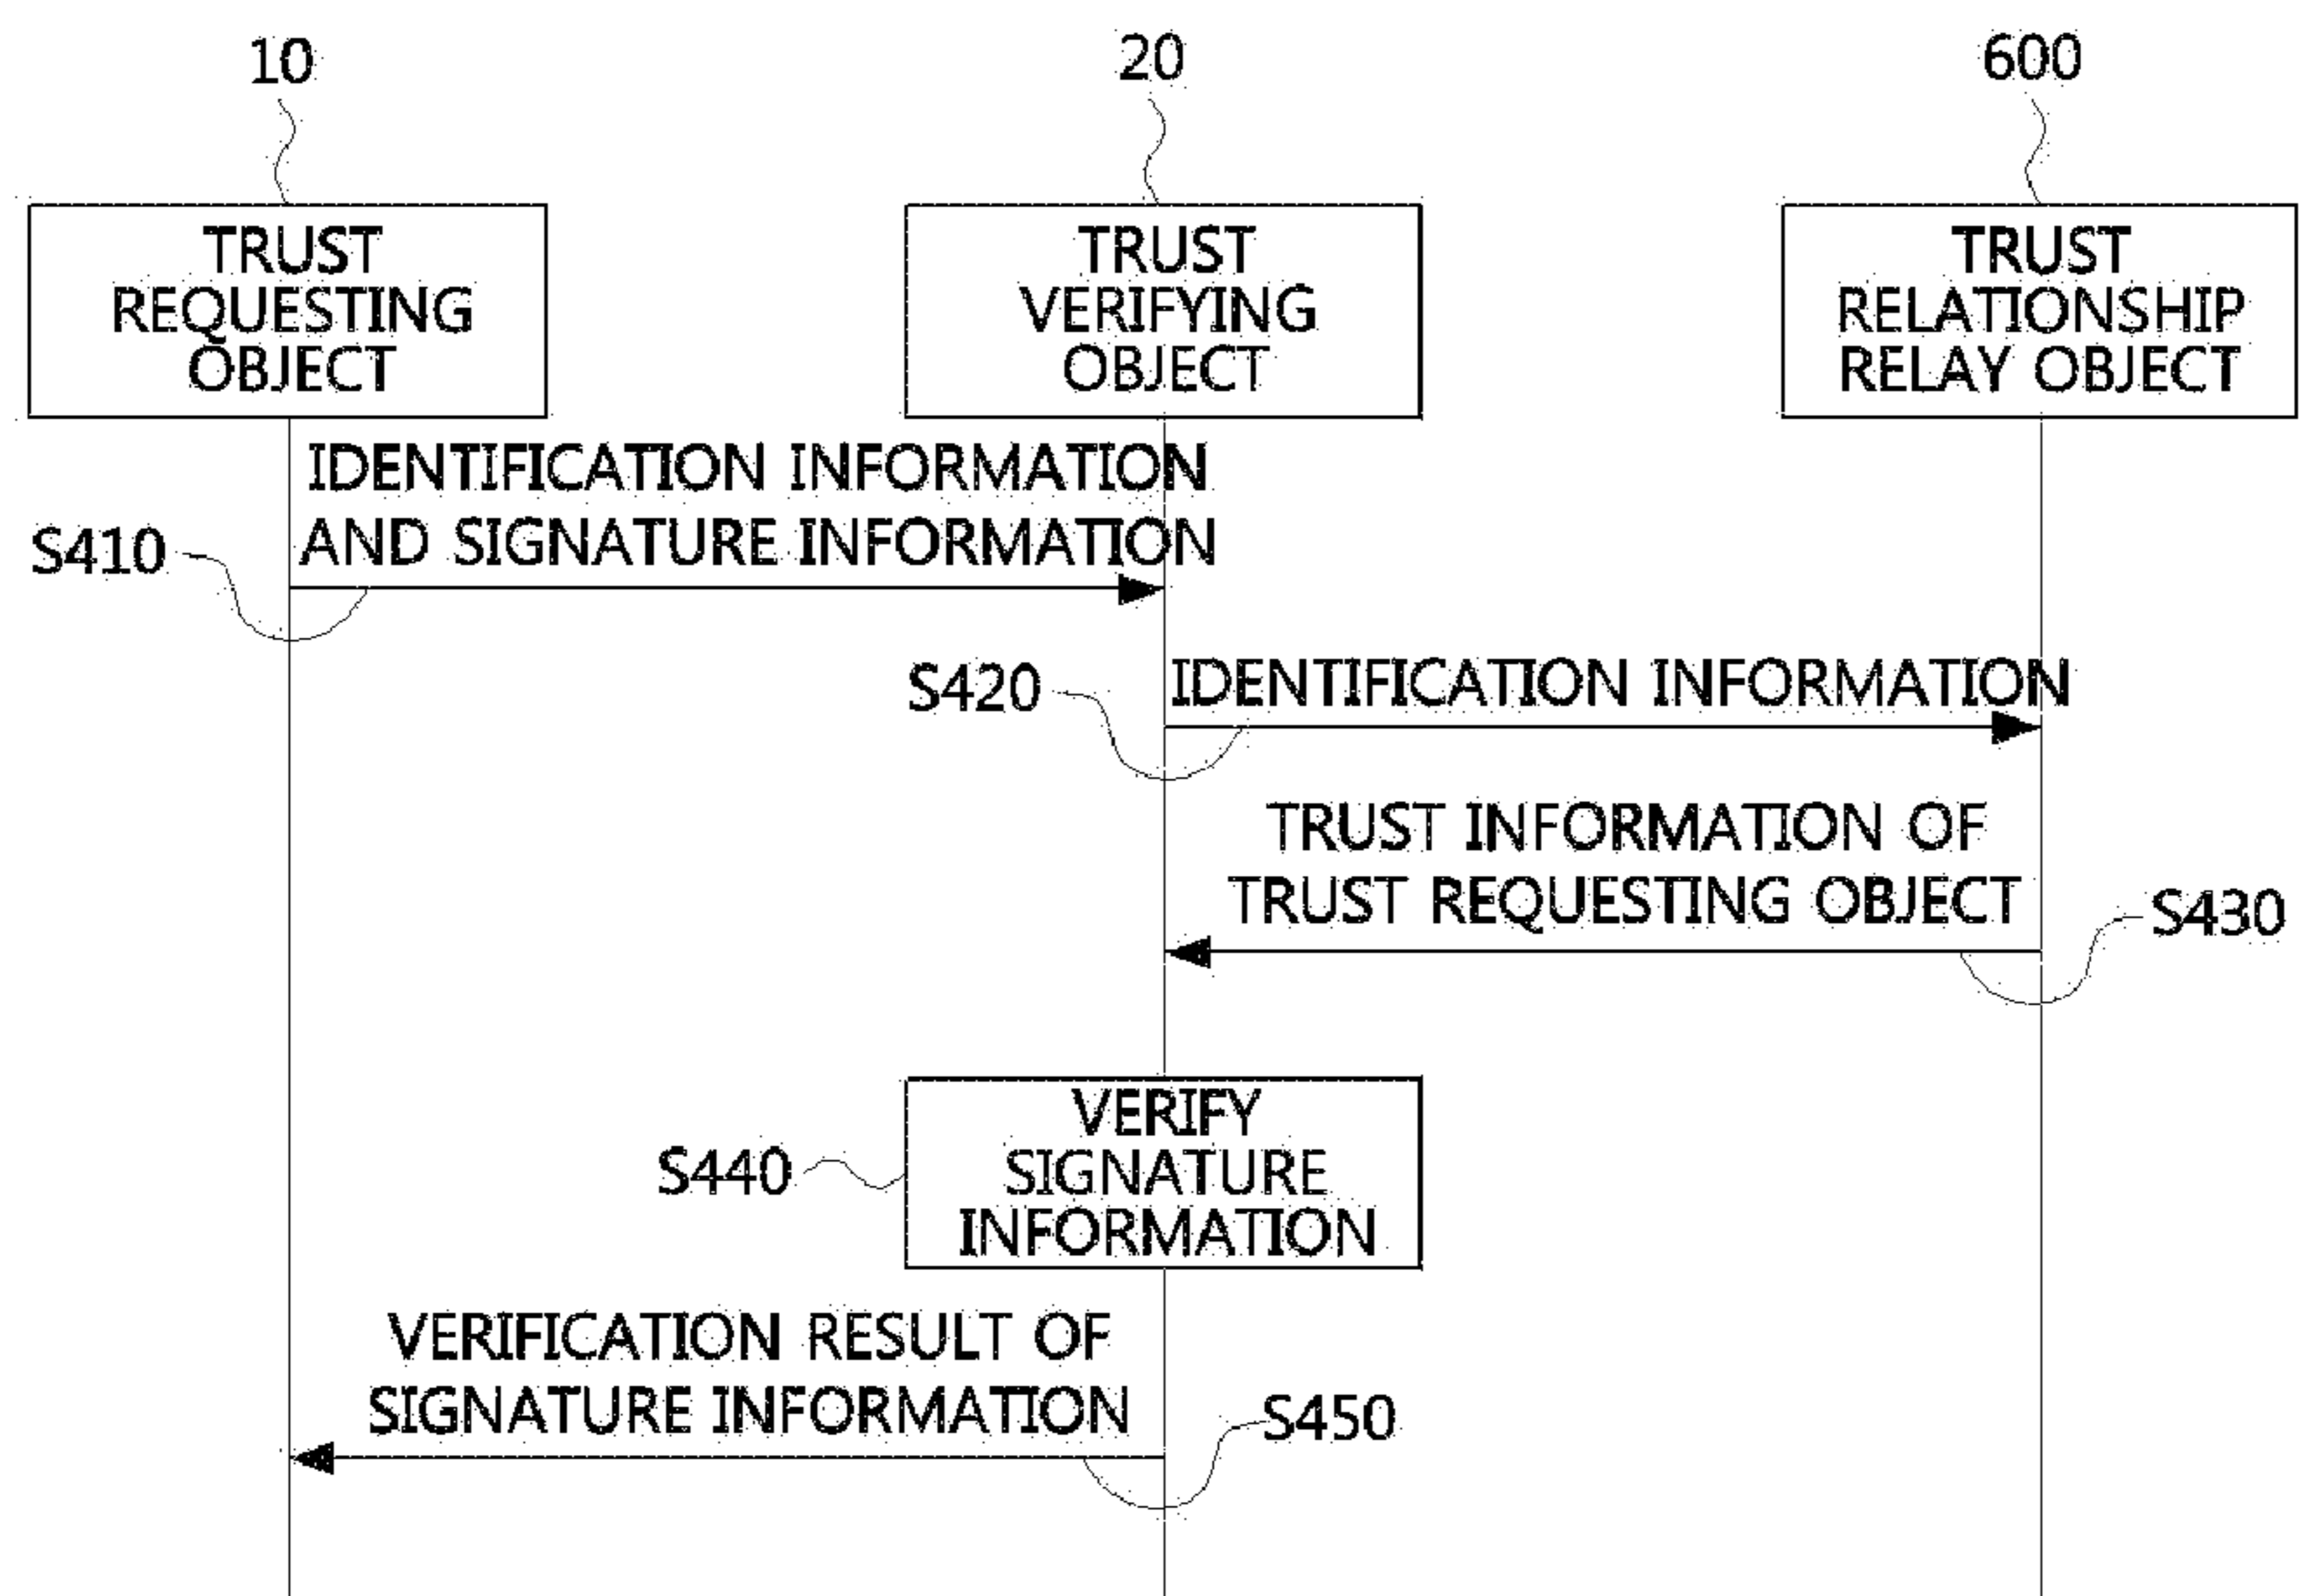 10
20
600
TRUST
REQUESTING
OBJECT
TRUST
VERIFYING
OBJECT
TRUST
RELATIONSHIP
RELAY OBJECT
IDENTIFICATION INFORMATION
AND SIGNATURE INFORMATION
S410
S420
IDENTIFICATION INFORMATION
TRUST INFORMATION OF
TRUST REQUESTING OBJECT
S430
S440
VERIFY
SIGNATURE
INFORMATION
VERIFICATION RESULT OF
SIGNATURE INFORMATION
S450